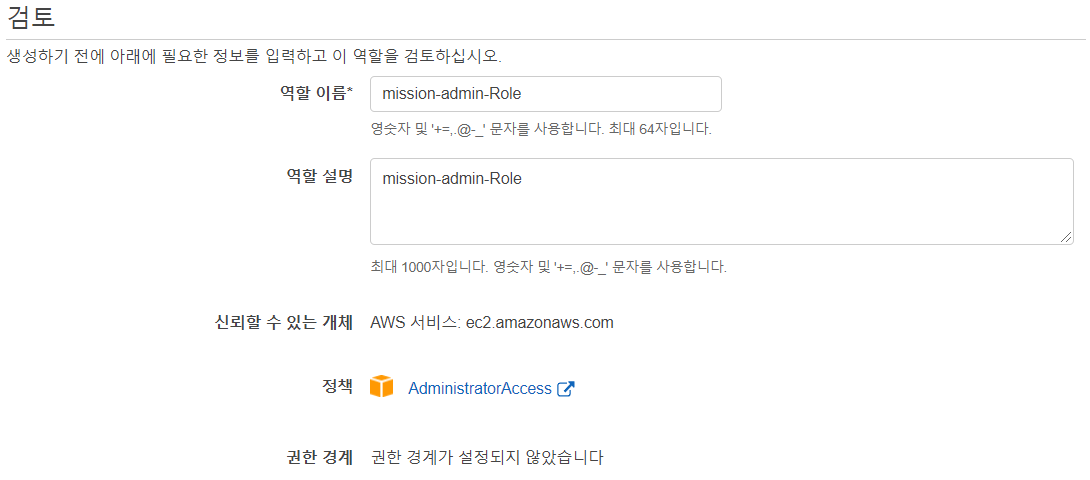 검토
생성하기 전에 아래에 필요한 정보를 입력하고 이 역할을 검토하십시오.
역할 이름* mission-admin-Role
영숫자 및 '+=,.@-_' 문자를 사용합니다. 최대 64자입니다.
역할 설명 mission-admin-Role
최대 1000자입니다. 영숫자 및 '+=,.@-_' 문자를 사용합니다.
신뢰할 수 있는 개체 AWS 서비스: ec2.amazonaws.com
정책 AdministratorAccess
권한 경계 권한 경계가 설정되지 않았습니다